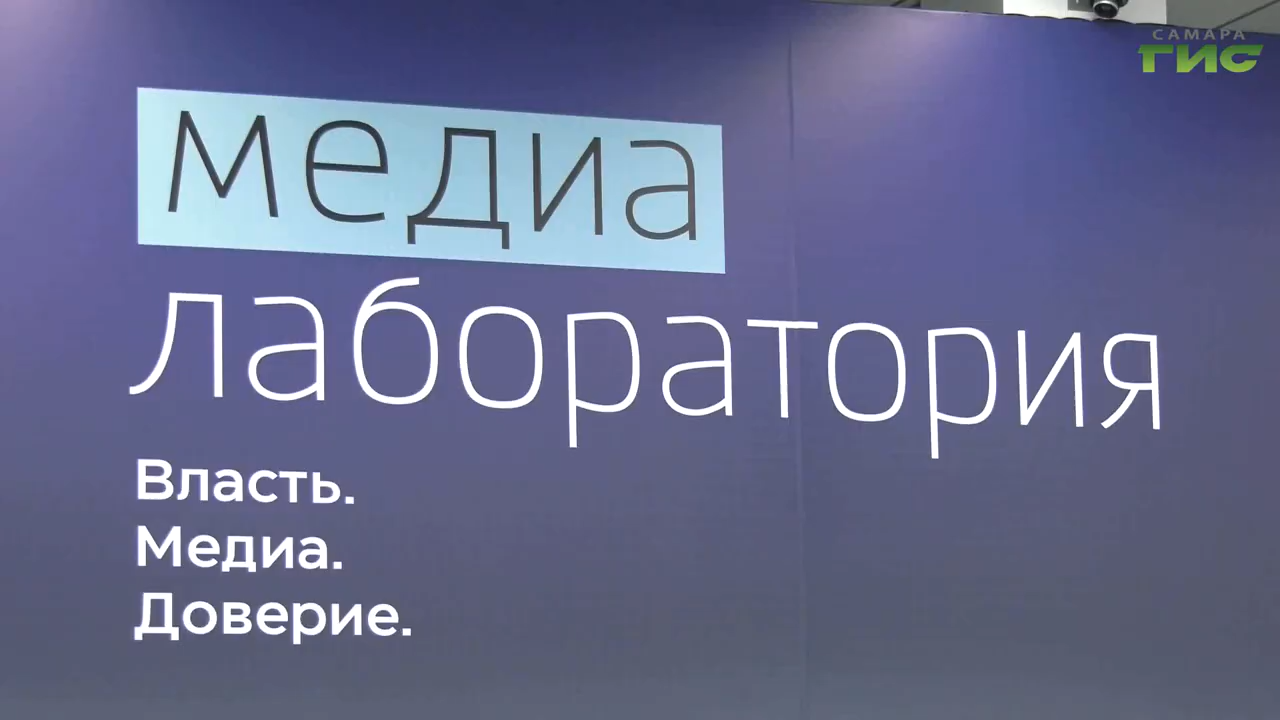 САМАРА
ГИС
медиа
лаборатория
Власть.
Медиа.
Доверие.